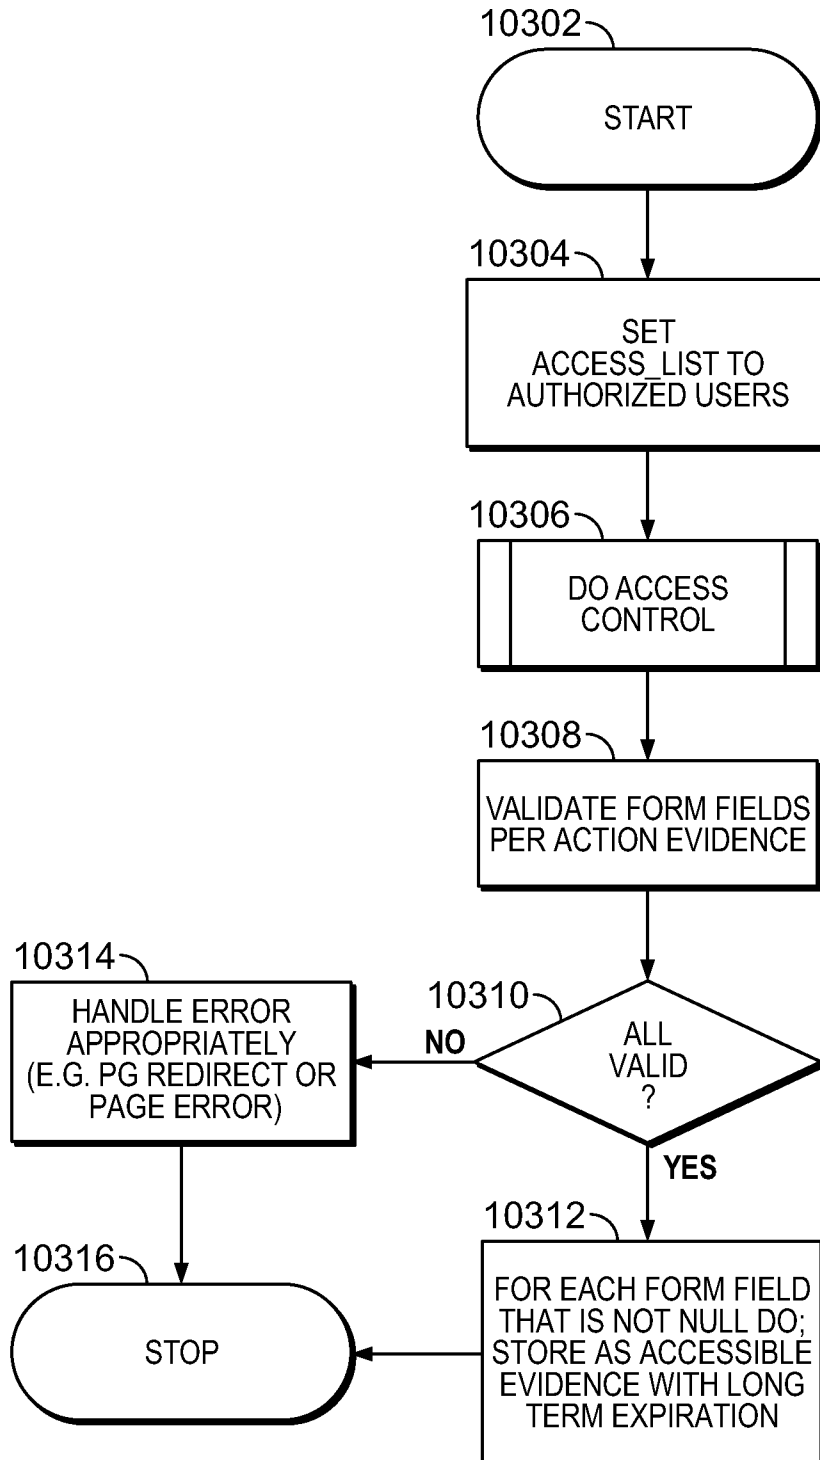 10302
START
10304
SET
ACCESS_LIST TO
AUTHORIZED USERS
10306
DO ACCESS
CONTROL
10308
VALIDATE FORM FIELDS
PER ACTION EVIDENCE
10310
ALL
VALID
?
NO
YES
10314
HANDLE ERROR
APPROPRIATELY
(E.G. PG REDIRECT OR
PAGE ERROR)
10312
FOR EACH FORM FIELD
THAT IS NOT NULL DO;
STORE AS ACCESSIBLE
EVIDENCE WITH LONG
TERM EXPIRATION
10316
STOP